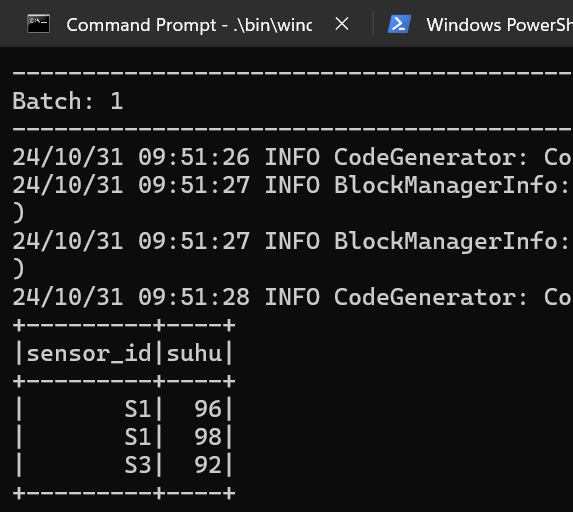 Command Prompt - .\bin\winc
Windows PowerSh
----------------------------------------
Batch: 1
----------------------------------------
24/10/31 09:51:26 INFO CodeGenerator: Co
24/10/31 09:51:27 INFO BlockManagerInfo:
)
24/10/31 09:51:27 INFO BlockManagerInfo:
)
24/10/31 09:51:28 INFO CodeGenerator: Co
+---------+----+
|sensor_id|suhu|
+---------+----+
|       S1|  96|
|       S1|  98|
|       S3|  92|
+---------+----+